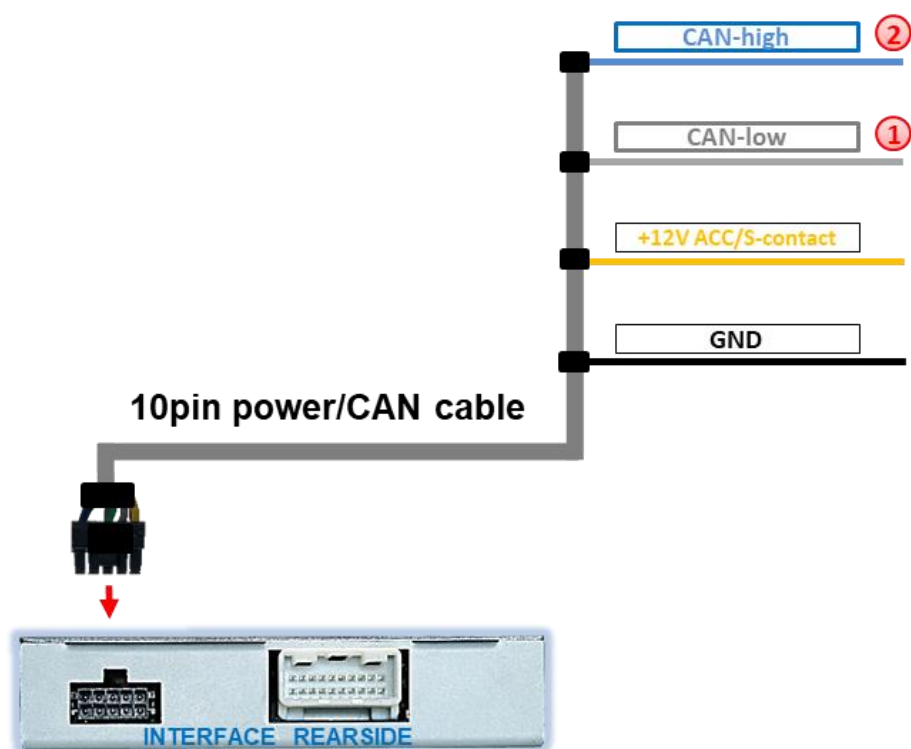 CAN-high 2
CAN-low 1
+12V ACC/S-contact
GND
10pin power/CAN cable
INTERFACE REARSIDE